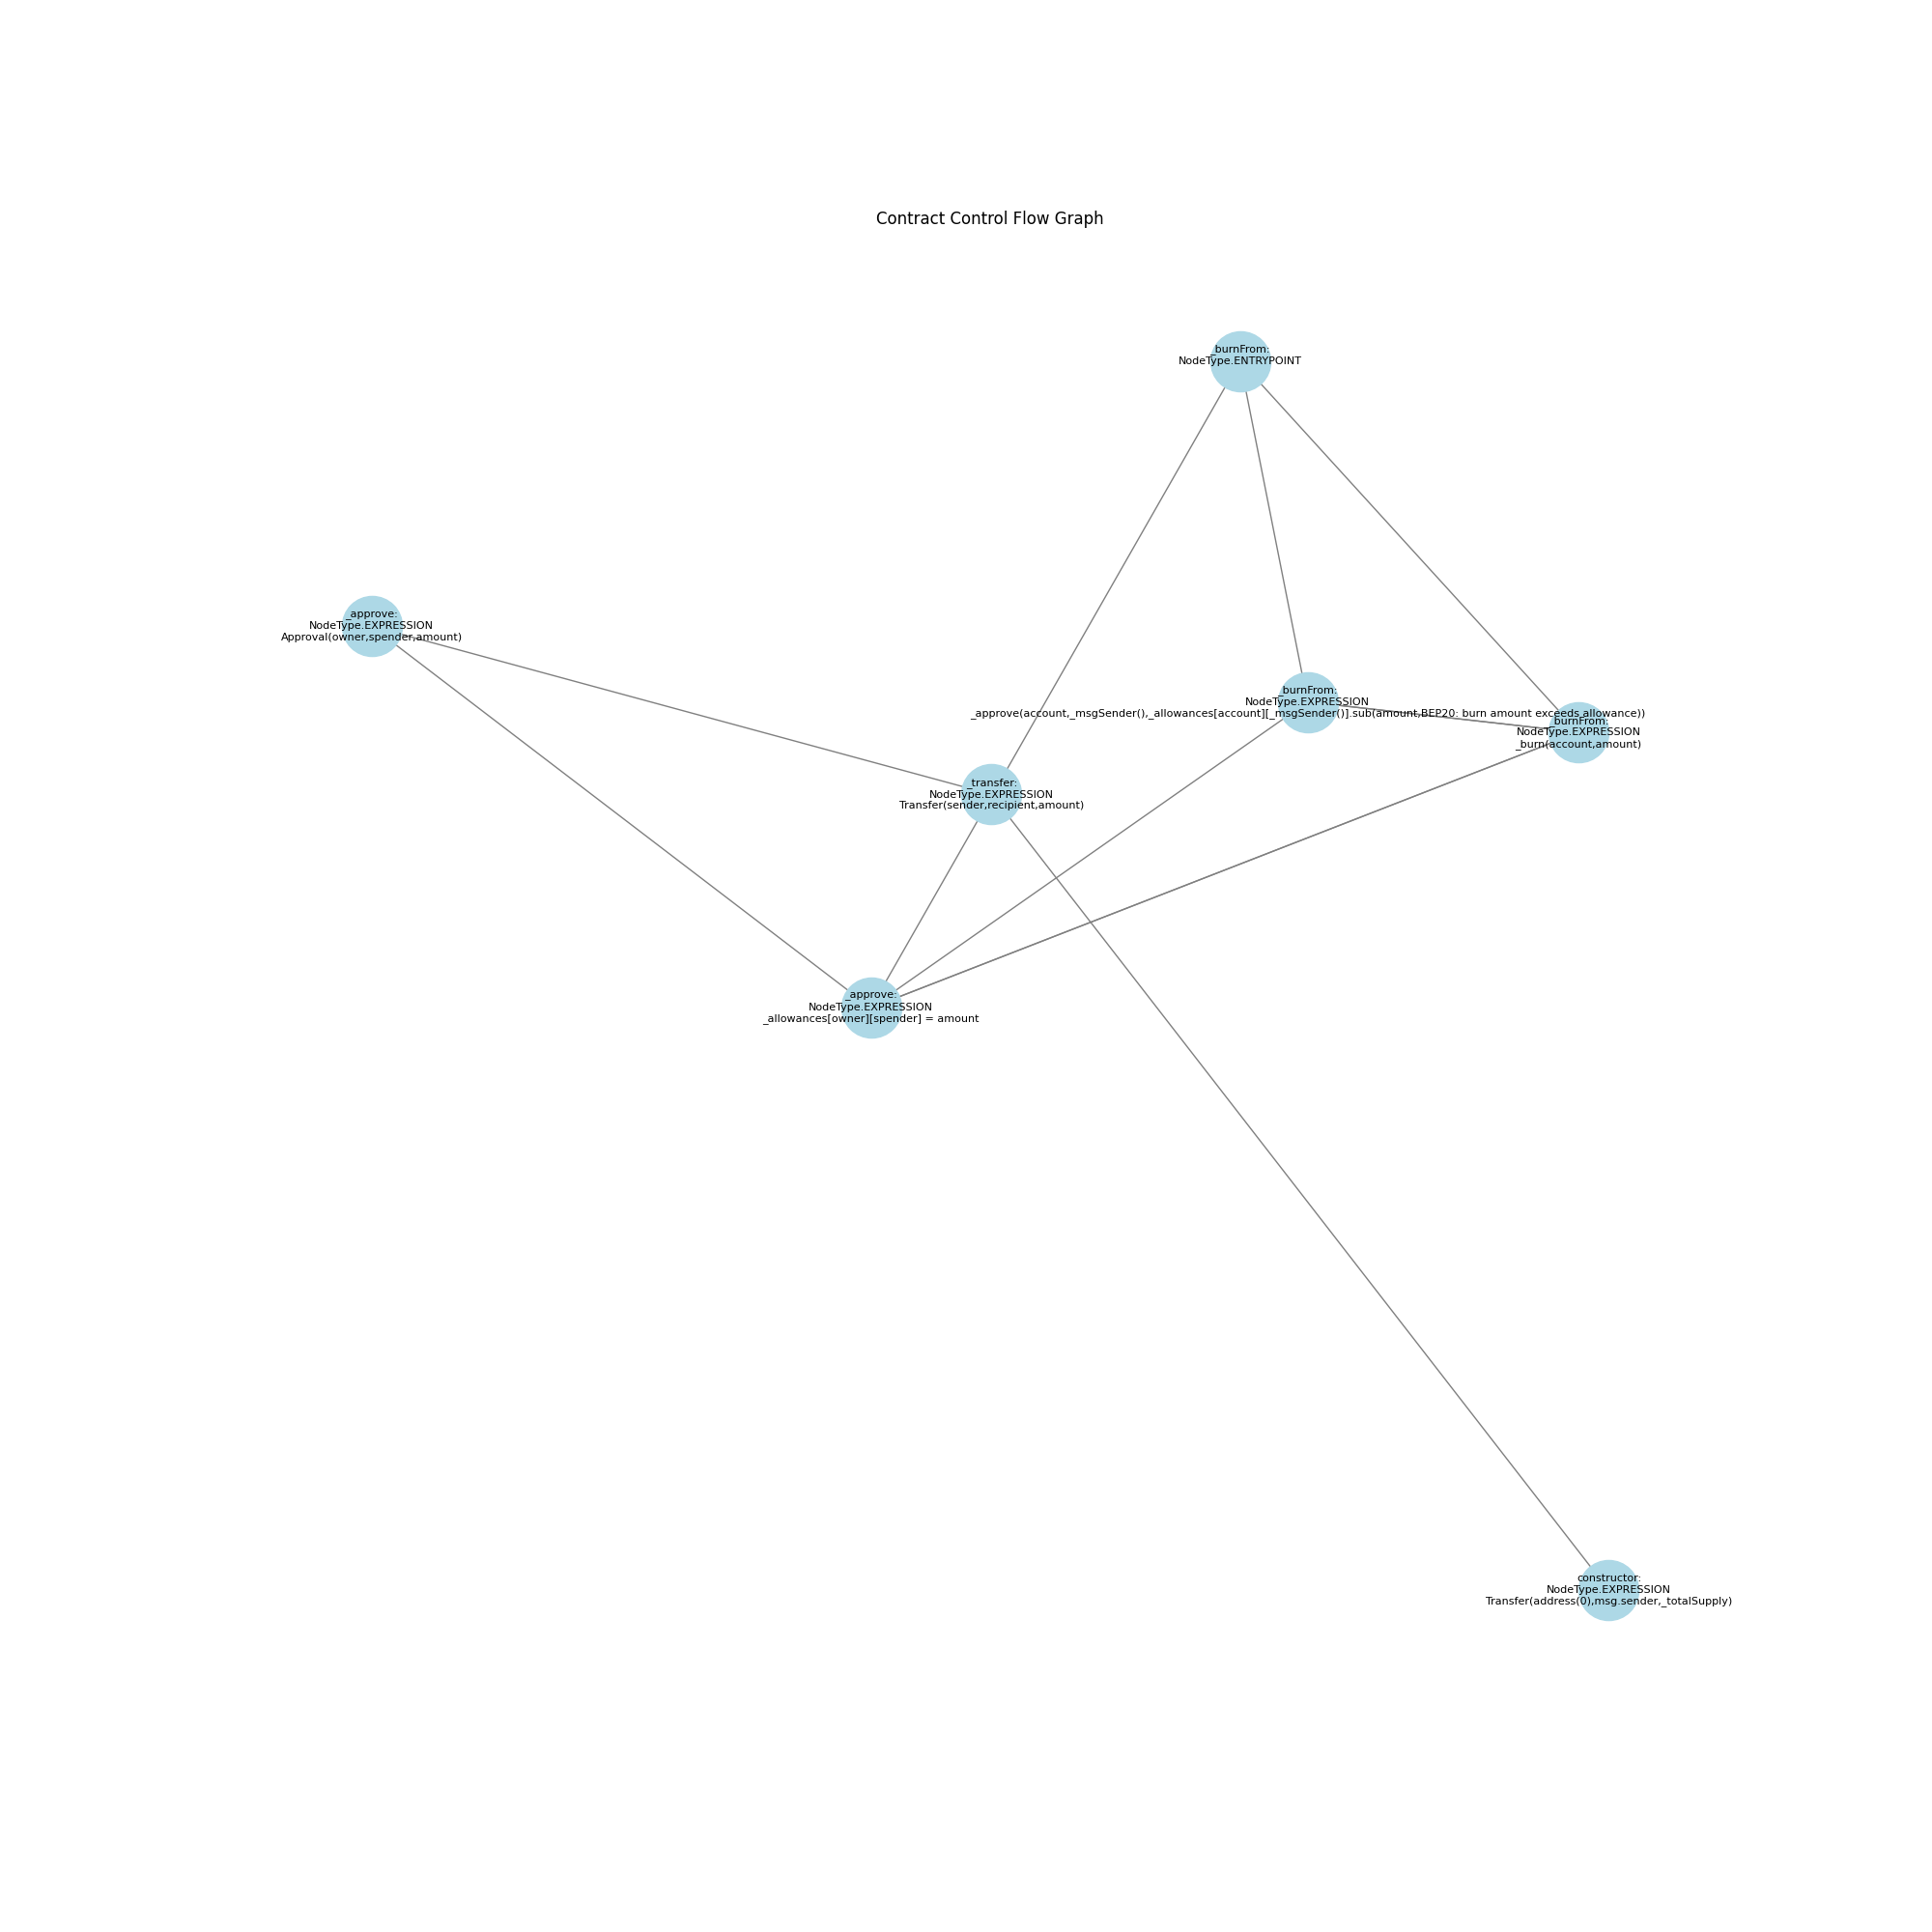 Contract Control Flow Graph
_burnFrom:
NodeType.ENTRYPOINT
_approve:
NodeType.EXPRESSION
Approval(owner,spender,amount)
_burnFrom:
NodeType.EXPRESSION
_approve(account,_msgSender(),_allowances[account][_msgSender()].sub(amount,BEP20: burn amount exceeds allowance))
_burnFrom:
NodeType.EXPRESSION
_burn(account,amount)
_transfer:
NodeType.EXPRESSION
Transfer(sender,recipient,amount)
_approve:
NodeType.EXPRESSION
_allowances[owner][spender] = amount
constructor:
NodeType.EXPRESSION
Transfer(address(0),msg.sender,_totalSupply)